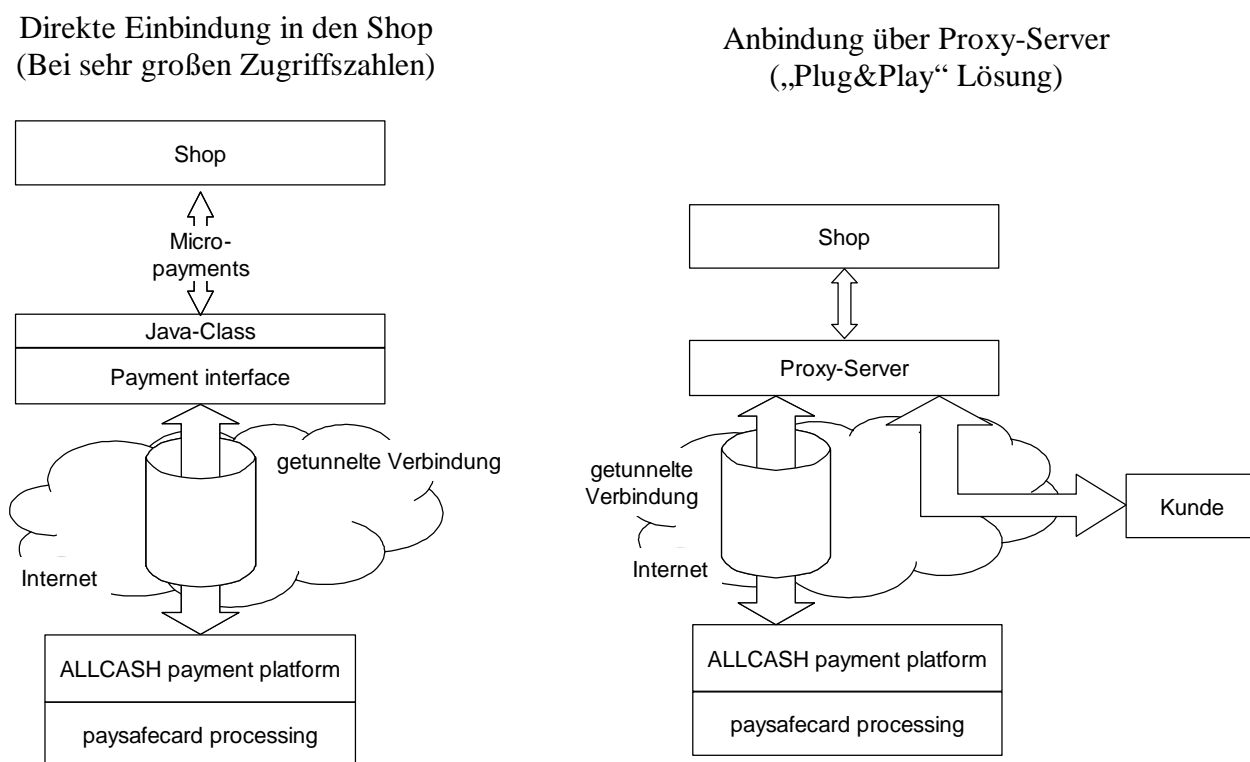 Direkte Einbindung in den Shop
(Bei sehr großen Zugriffszahlen)
Shop
Micro-
payments
Java-Class
Payment interface
getunnelte Verbindung
Internet
ALLCASH payment platform
paysafecard processing
Anbindung über Proxy-Server
(„Plug&Play“ Lösung)
Shop
Proxy-Server
getunnelte
Verbindung
Kunde
Internet
ALLCASH payment platform
paysafecard processing